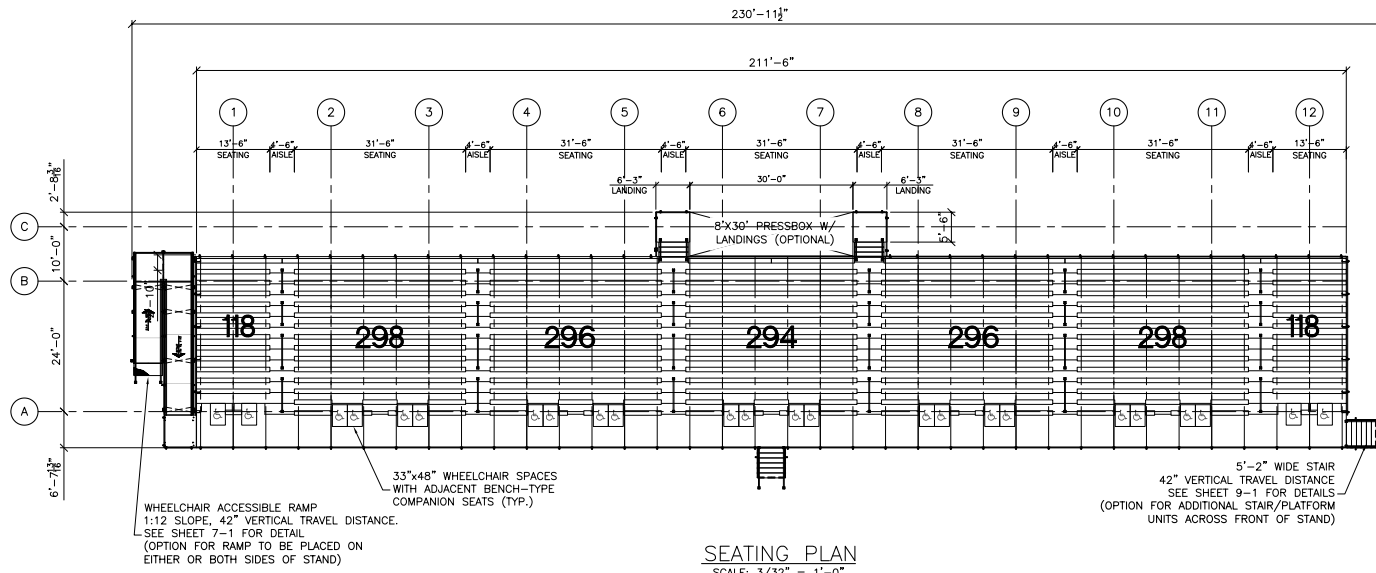 230'-11½"
211'-6"
1 2 3 4 5 6 7 8 9 10 11 12
13'-6" 4'-6" 31'-6" 4'-6" 31'-6" 4'-6" 31'-6" 4'-6" 31'-6" 4'-6" 31'-6" 4'-6" 13'-6"
SEATING AISLE SEATING AISLE SEATING AISLE SEATING AISLE SEATING AISLE SEATING AISLE SEATING
6'-3" 30'-0" 6'-3"
LANDING LANDING
2'-8 3/16"
C
8'X30' PRESSBOX W/
LANDINGS (OPTIONAL)
5'-6"
10'-0"
B
24'-0"
118 298 296 294 296 298 118
A
6'-7 13/16"
33"x48" WHEELCHAIR SPACES
WITH ADJACENT BENCH-TYPE
COMPANION SEATS (TYP.)
5'-2" WIDE STAIR
42" VERTICAL TRAVEL DISTANCE
SEE SHEET 9-1 FOR DETAILS
(OPTION FOR ADDITIONAL STAIR/PLATFORM
UNITS ACROSS FRONT OF STAND)
WHEELCHAIR ACCESSIBLE RAMP
1:12 SLOPE, 42" VERTICAL TRAVEL DISTANCE.
SEE SHEET 7-1 FOR DETAIL
(OPTION FOR RAMP TO BE PLACED ON
EITHER OR BOTH SIDES OF STAND)
SEATING PLAN
SCALE: 3/32" = 1'-0"